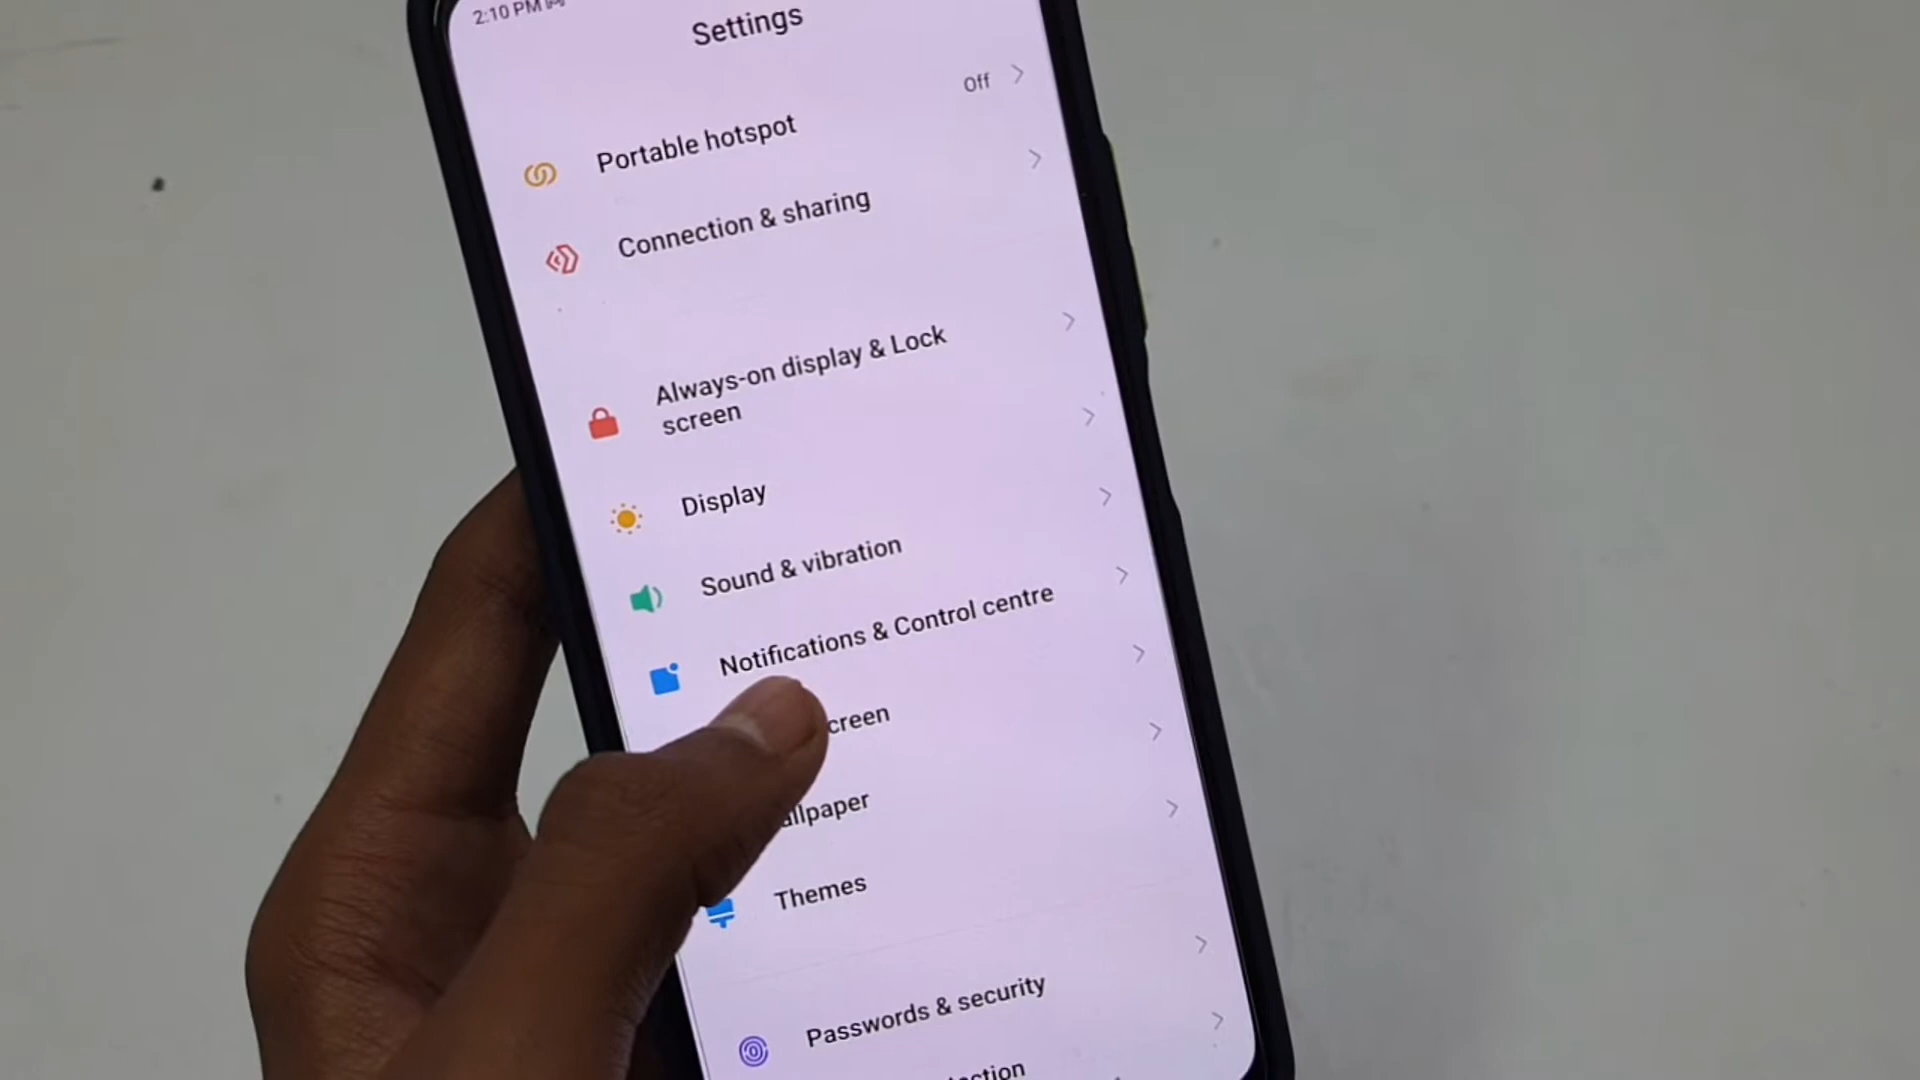 2:10 PM
Settings
Portable hotspot
Off
Connection & sharing
Always-on display & Lock
screen
Display
Sound & vibration
Notifications & Control centre
creen
allpaper
Themes
Passwords & security
ction